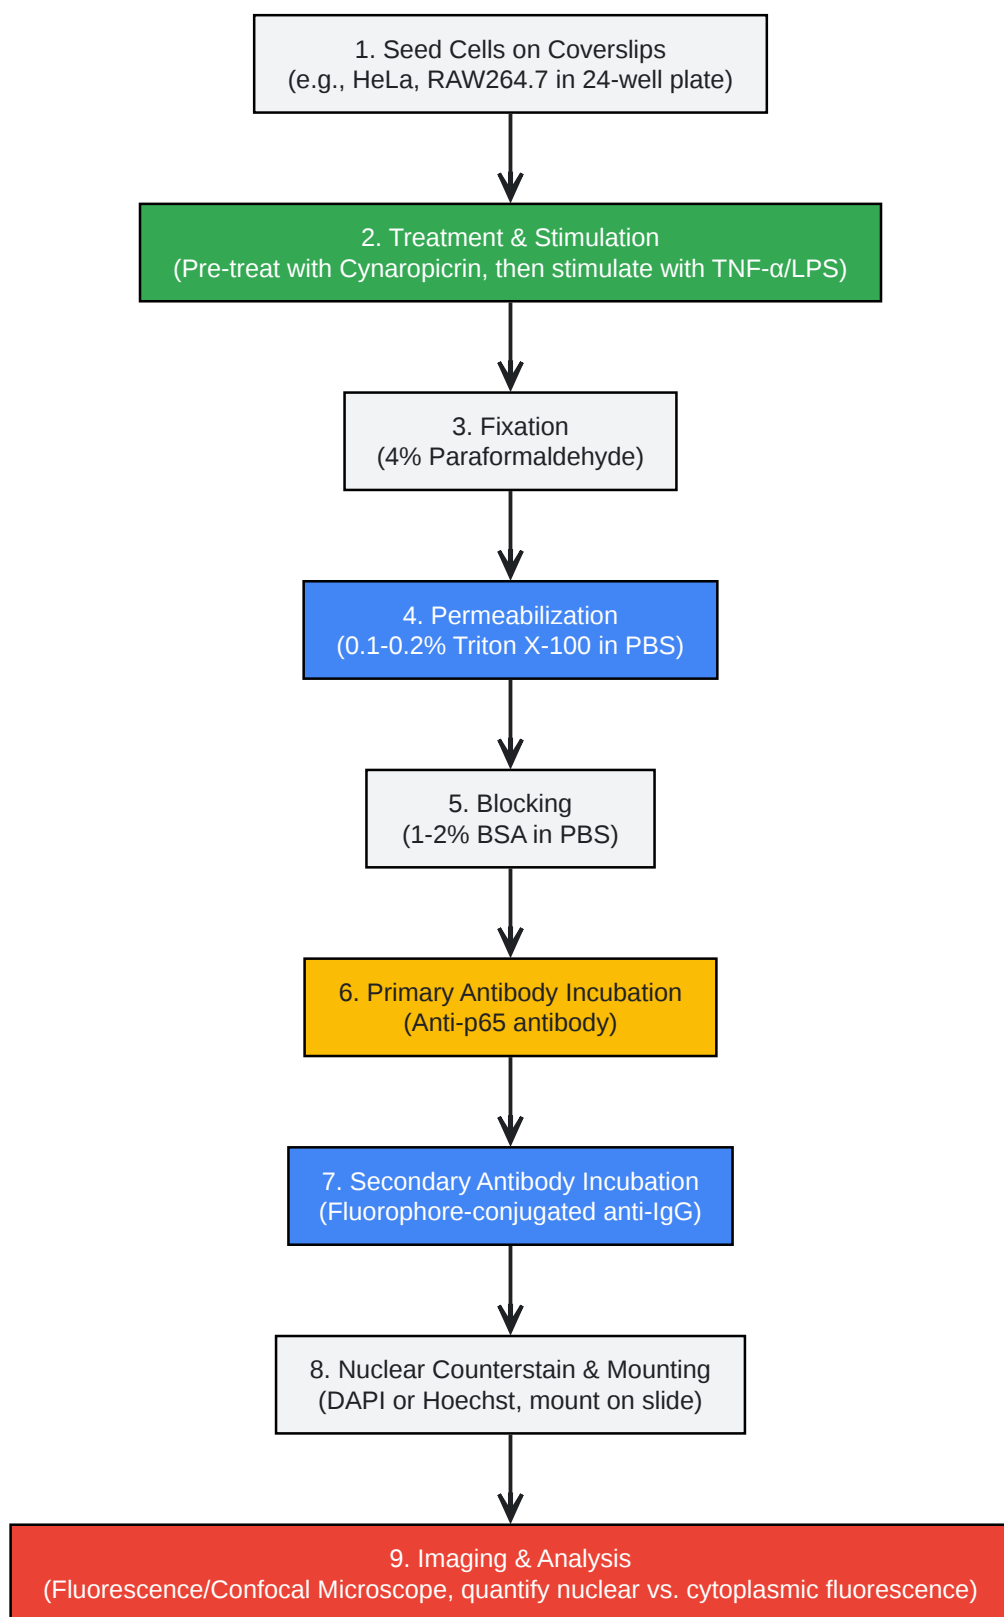 1. Seed Cells on Coverslips
(e.g., HeLa, RAW264.7 in 24-well plate)
2. Treatment & Stimulation
(Pre-treat with Cynaropicrin, then stimulate with TNF-α/LPS)
3. Fixation
(4% Paraformaldehyde)
4. Permeabilization
(0.1-0.2% Triton X-100 in PBS)
5. Blocking
(1-2% BSA in PBS)
6. Primary Antibody Incubation
(Anti-p65 antibody)
7. Secondary Antibody Incubation
(Fluorophore-conjugated anti-IgG)
8. Nuclear Counterstain & Mounting
(DAPI or Hoechst, mount on slide)
9. Imaging & Analysis
(Fluorescence/Confocal Microscope, quantify nuclear vs. cytoplasmic fluorescence)